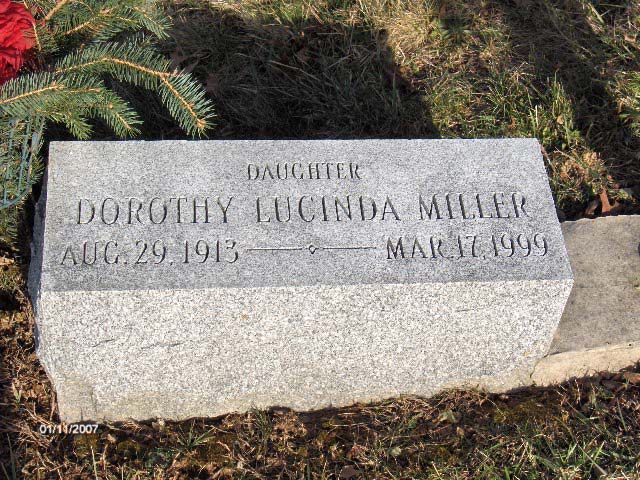 DAUGHTER
DOROTHY LUCINDA MILLER
AUG. 29. 1913 MAR. 17, 1999
01/11/2007